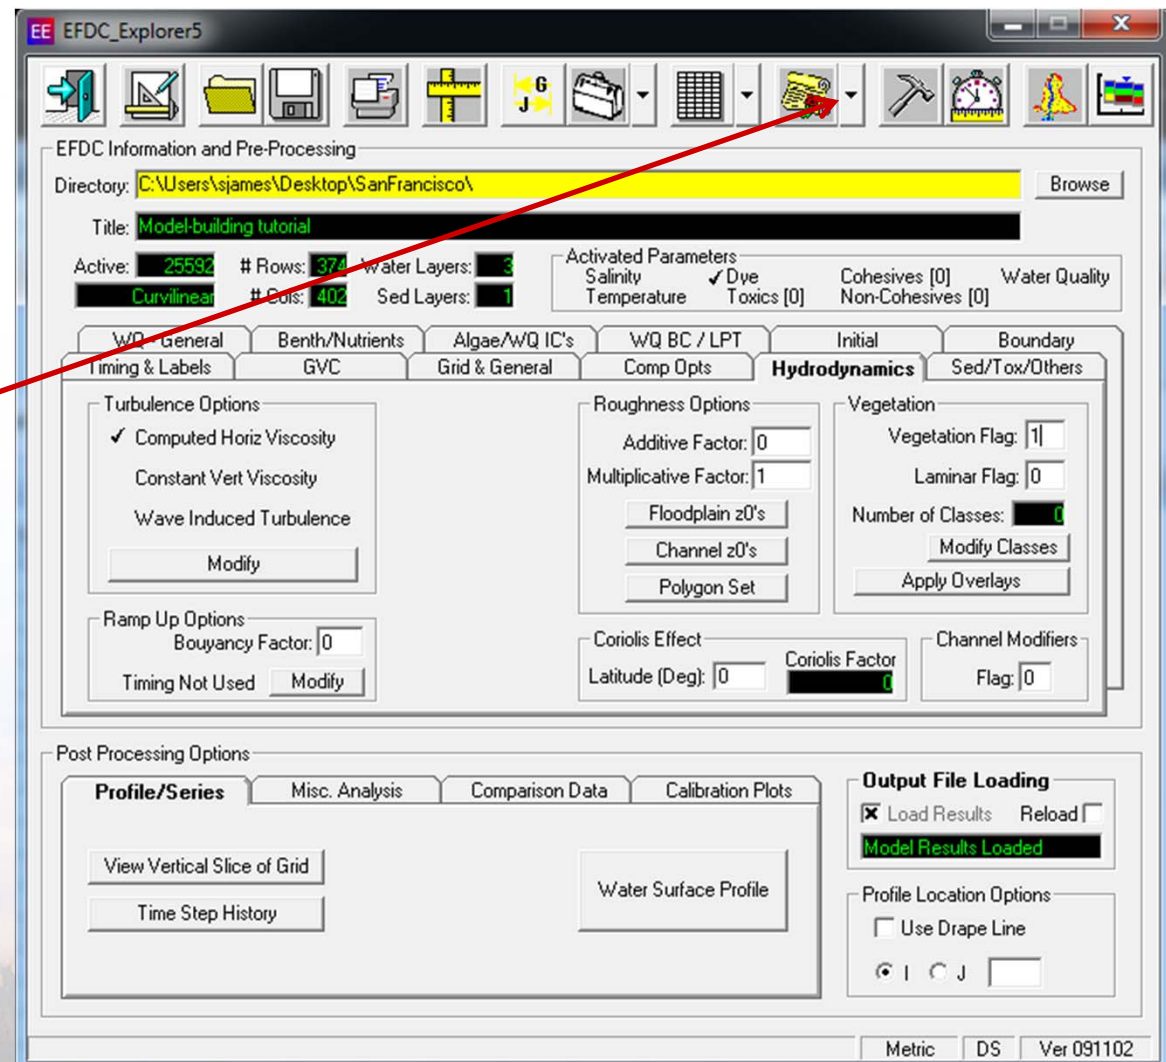 EE EFDC_Explorer5
G
J
EFDC Information and Pre-Processing
Directory: C:\Users\sjames\Desktop\SanFrancisco\ Browse
Title: Model-building tutorial
Active: 25592 # Rows: 374 Water Layers: 3
Curvilinear # Cols: 402 Sed Layers: 1
Activated Parameters
Salinity ✓ Dye Cohesives [0] Water Quality
Temperature Toxics [0] Non-Cohesives [0]
WQ - General Benth/Nutrients Algae/WQ IC's WQ BC / LPT Initial Boundary
Timing & Labels GVC Grid & General Comp Opts Hydrodynamics Sed/Tox/Others
Turbulence Options
✓ Computed Horiz Viscosity
Constant Vert Viscosity
Wave Induced Turbulence
Modify
Ramp Up Options
Bouyancy Factor: 0
Timing Not Used Modify
Roughness Options
Additive Factor: 0
Multiplicative Factor: 1
Floodplain z0's
Channel z0's
Polygon Set
Vegetation
Vegetation Flag: 1
Laminar Flag: 0
Number of Classes: 0
Modify Classes
Apply Overlays
Coriolis Effect
Latitude (Deg): 0 Coriolis Factor 0
Channel Modifiers
Flag: 0
Post Processing Options
Profile/Series Misc. Analysis Comparison Data Calibration Plots
View Vertical Slice of Grid
Time Step History
Water Surface Profile
Output File Loading
Load Results Reload
Model Results Loaded
Profile Location Options
Use Drape Line
I J
Metric DS Ver 091102